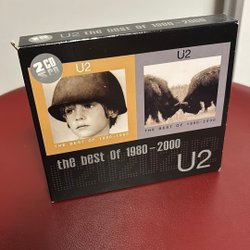 U2 the best of 1980-2000
2 CD
U2
THE BEST OF 1980-1990
U2
THE BEST OF 1990-2000
the best of 1980-2000
U2